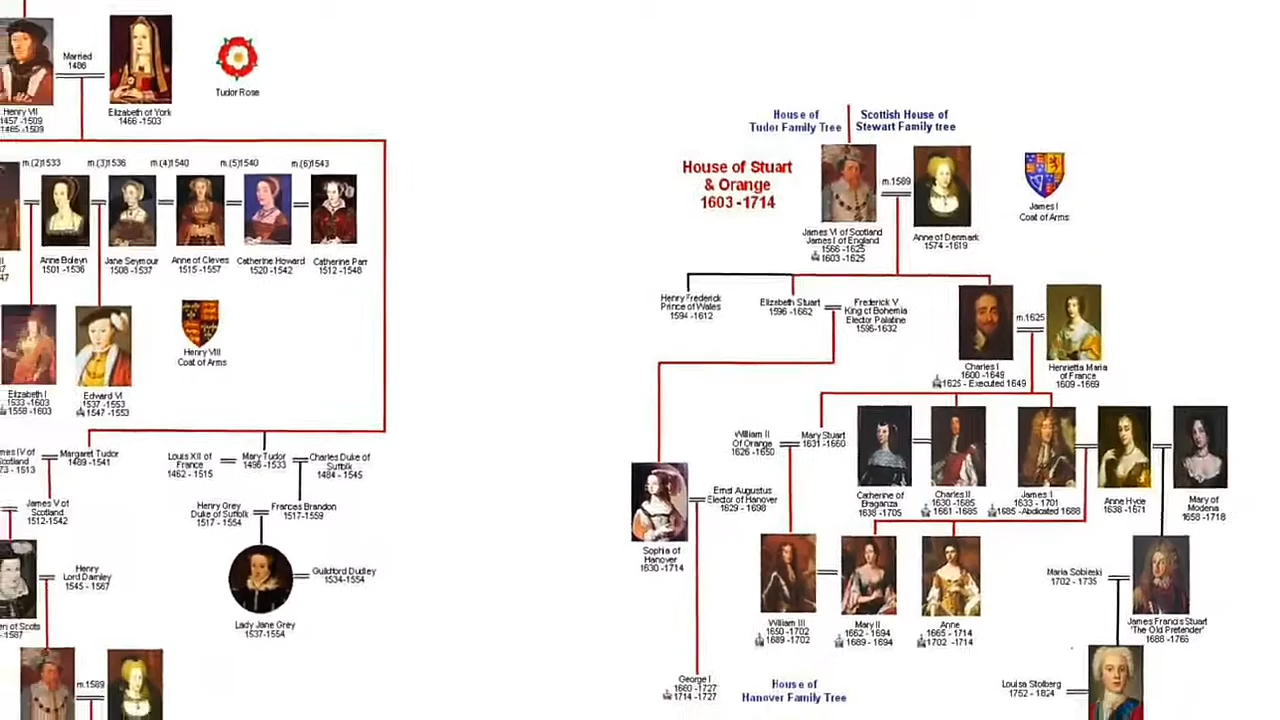 Married
1486
Tudor Rose
Henry VII
1457 -1509
1485 -1509
Elizabeth of York
1466 -1503
m.(2)1533
m.(3)1536
m.(4)1540
m.(5)1540
m.(6)1543
Anne Boleyn
1501 -1536
Jane Seymour
1508 -1537
Anne of Cleves
1515 -1557
Catherine Howard
1520 -1542
Catherine Parr
1512 -1548
Henry VIII
Coat of Arms
Elizabeth I
1533 -1603
1558 -1603
Edward VI
1537 -1553
1547 -1553
Margaret Tudor
1489 -1541
Louis XII of
France
1462 - 1515
Mary Tudor
1496 -1533
Charles Duke of
Suffolk
1484 - 1545
James V of
Scotland
1512-1542
Henry Grey
Duke of Suffolk
1517 - 1554
Frances Brandon
1517-1559
Henry
Lord Darnley
1545 - 1567
Guildford Dudley
1534-1554
en of Scots
-1587
Lady Jane Grey
1537-1554
m.1589
House of
Tudor Family Tree
Scottish House of
Stewart Family tree
House of Stuart
& Orange
1603 -1714
m.1589
James VI of Scotland
James I of England
1566 -1625
1603 -1625
Anne of Denmark
1574 -1619
James I
Coat of Arms
Henry Frederick
Prince of Wales
1594 -1612
Elizabeth Stuart
1596 -1662
Frederick V
King of Bohemia
Elector Palatine
1596-1632
m.1625
Charles I
1600 -1649
1625 - Executed 1649
Henrietta Maria
of France
1609 -1669
William II
Of Orange
1626 -1650
Mary Stuart
1631 -1660
Catherine of
Braganza
1638 -1705
Charles II
1630 -1685
1661 -1685
James I
1633 - 1701
1685 - Abdicated 1688
Anne Hyde
1638 -1671
Mary of
Modena
1658 -1718
Ernst Augustus
Elector of Hanover
1629 - 1698
Sophia of
Hanover
1630 -1714
William III
1650 -1702
1689 -1702
Mary II
1662 - 1694
1689 - 1694
Anne
1665 - 1714
1702 - 1714
Maria Sobieski
1702 - 1735
James Francis Stuart
'The Old Pretender'
1688 -1766
George I
1660 -1727
1714 -1727
House of
Hanover Family Tree
Louisa Stolberg
1752 - 1824